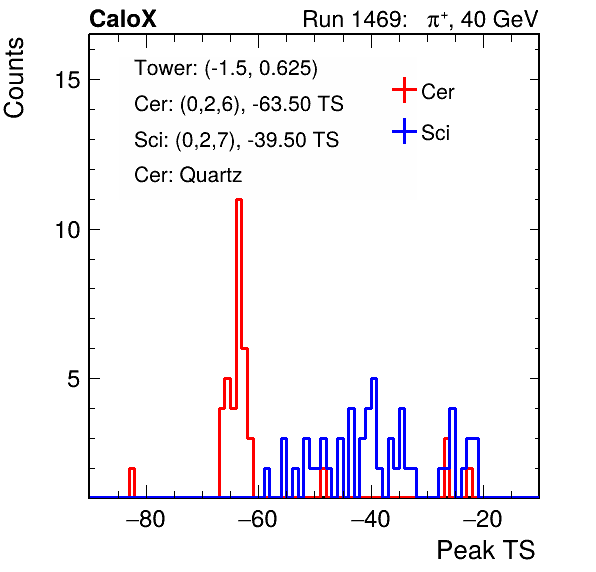 CaloX Run 1469: π⁺, 40 GeV
Counts
Tower: (-1.5, 0.625)
Cer: (0,2,6), -63.50 TS
Sci: (0,2,7), -39.50 TS
Cer: Quartz
Cer
Sci
15
10
5
−80 −60 −40 −20
Peak TS